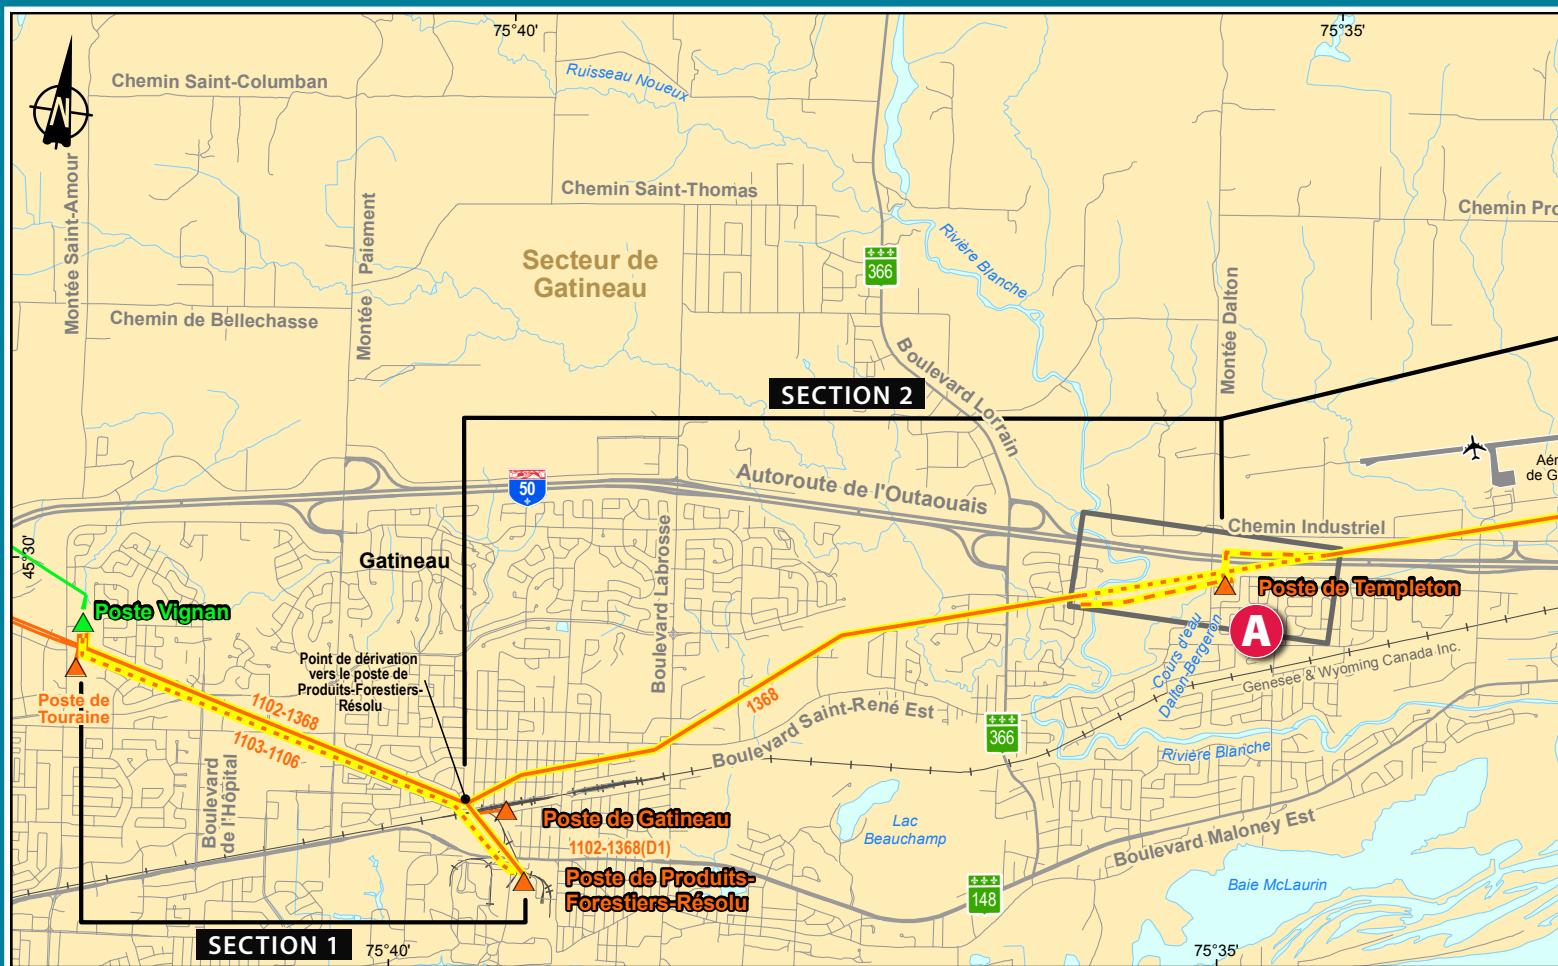 75°40'
75°35'
N
Chemin Saint-Columban
Ruisseau Noueux
Montée Saint-Amour
Montée Paiement
Chemin Saint-Thomas
Chemin Pro
Secteur de
Gatineau
366
Rivière Blanche
Montée Dalton
Chemin de Bellechasse
Boulevard Lorrain
SECTION 2
Autoroute de l'Outaouais
50
Aér
de G
Chemin Industriel
45°30'
Gatineau
Boulevard Labrosse
Poste Vignan
Poste de Templeton
A
Cours d'eau
Dalton-Bergeron
Genesee & Wyoming Canada Inc.
Point de dérivation
vers le poste de
Produits-Forestiers-
Résolu
Poste de
Touraine
1102-1368
1103-1106
1368
Boulevard Saint-René Est
366
Rivière Blanche
Boulevard
de l'Hôpital
Poste de Gatineau
1102-1368(D1)
Lac
Beauchamp
Boulevard Maloney Est
Poste de Produits-
Forestiers-Résolu
148
Baie McLaurin
SECTION 1
75°40'
75°35'